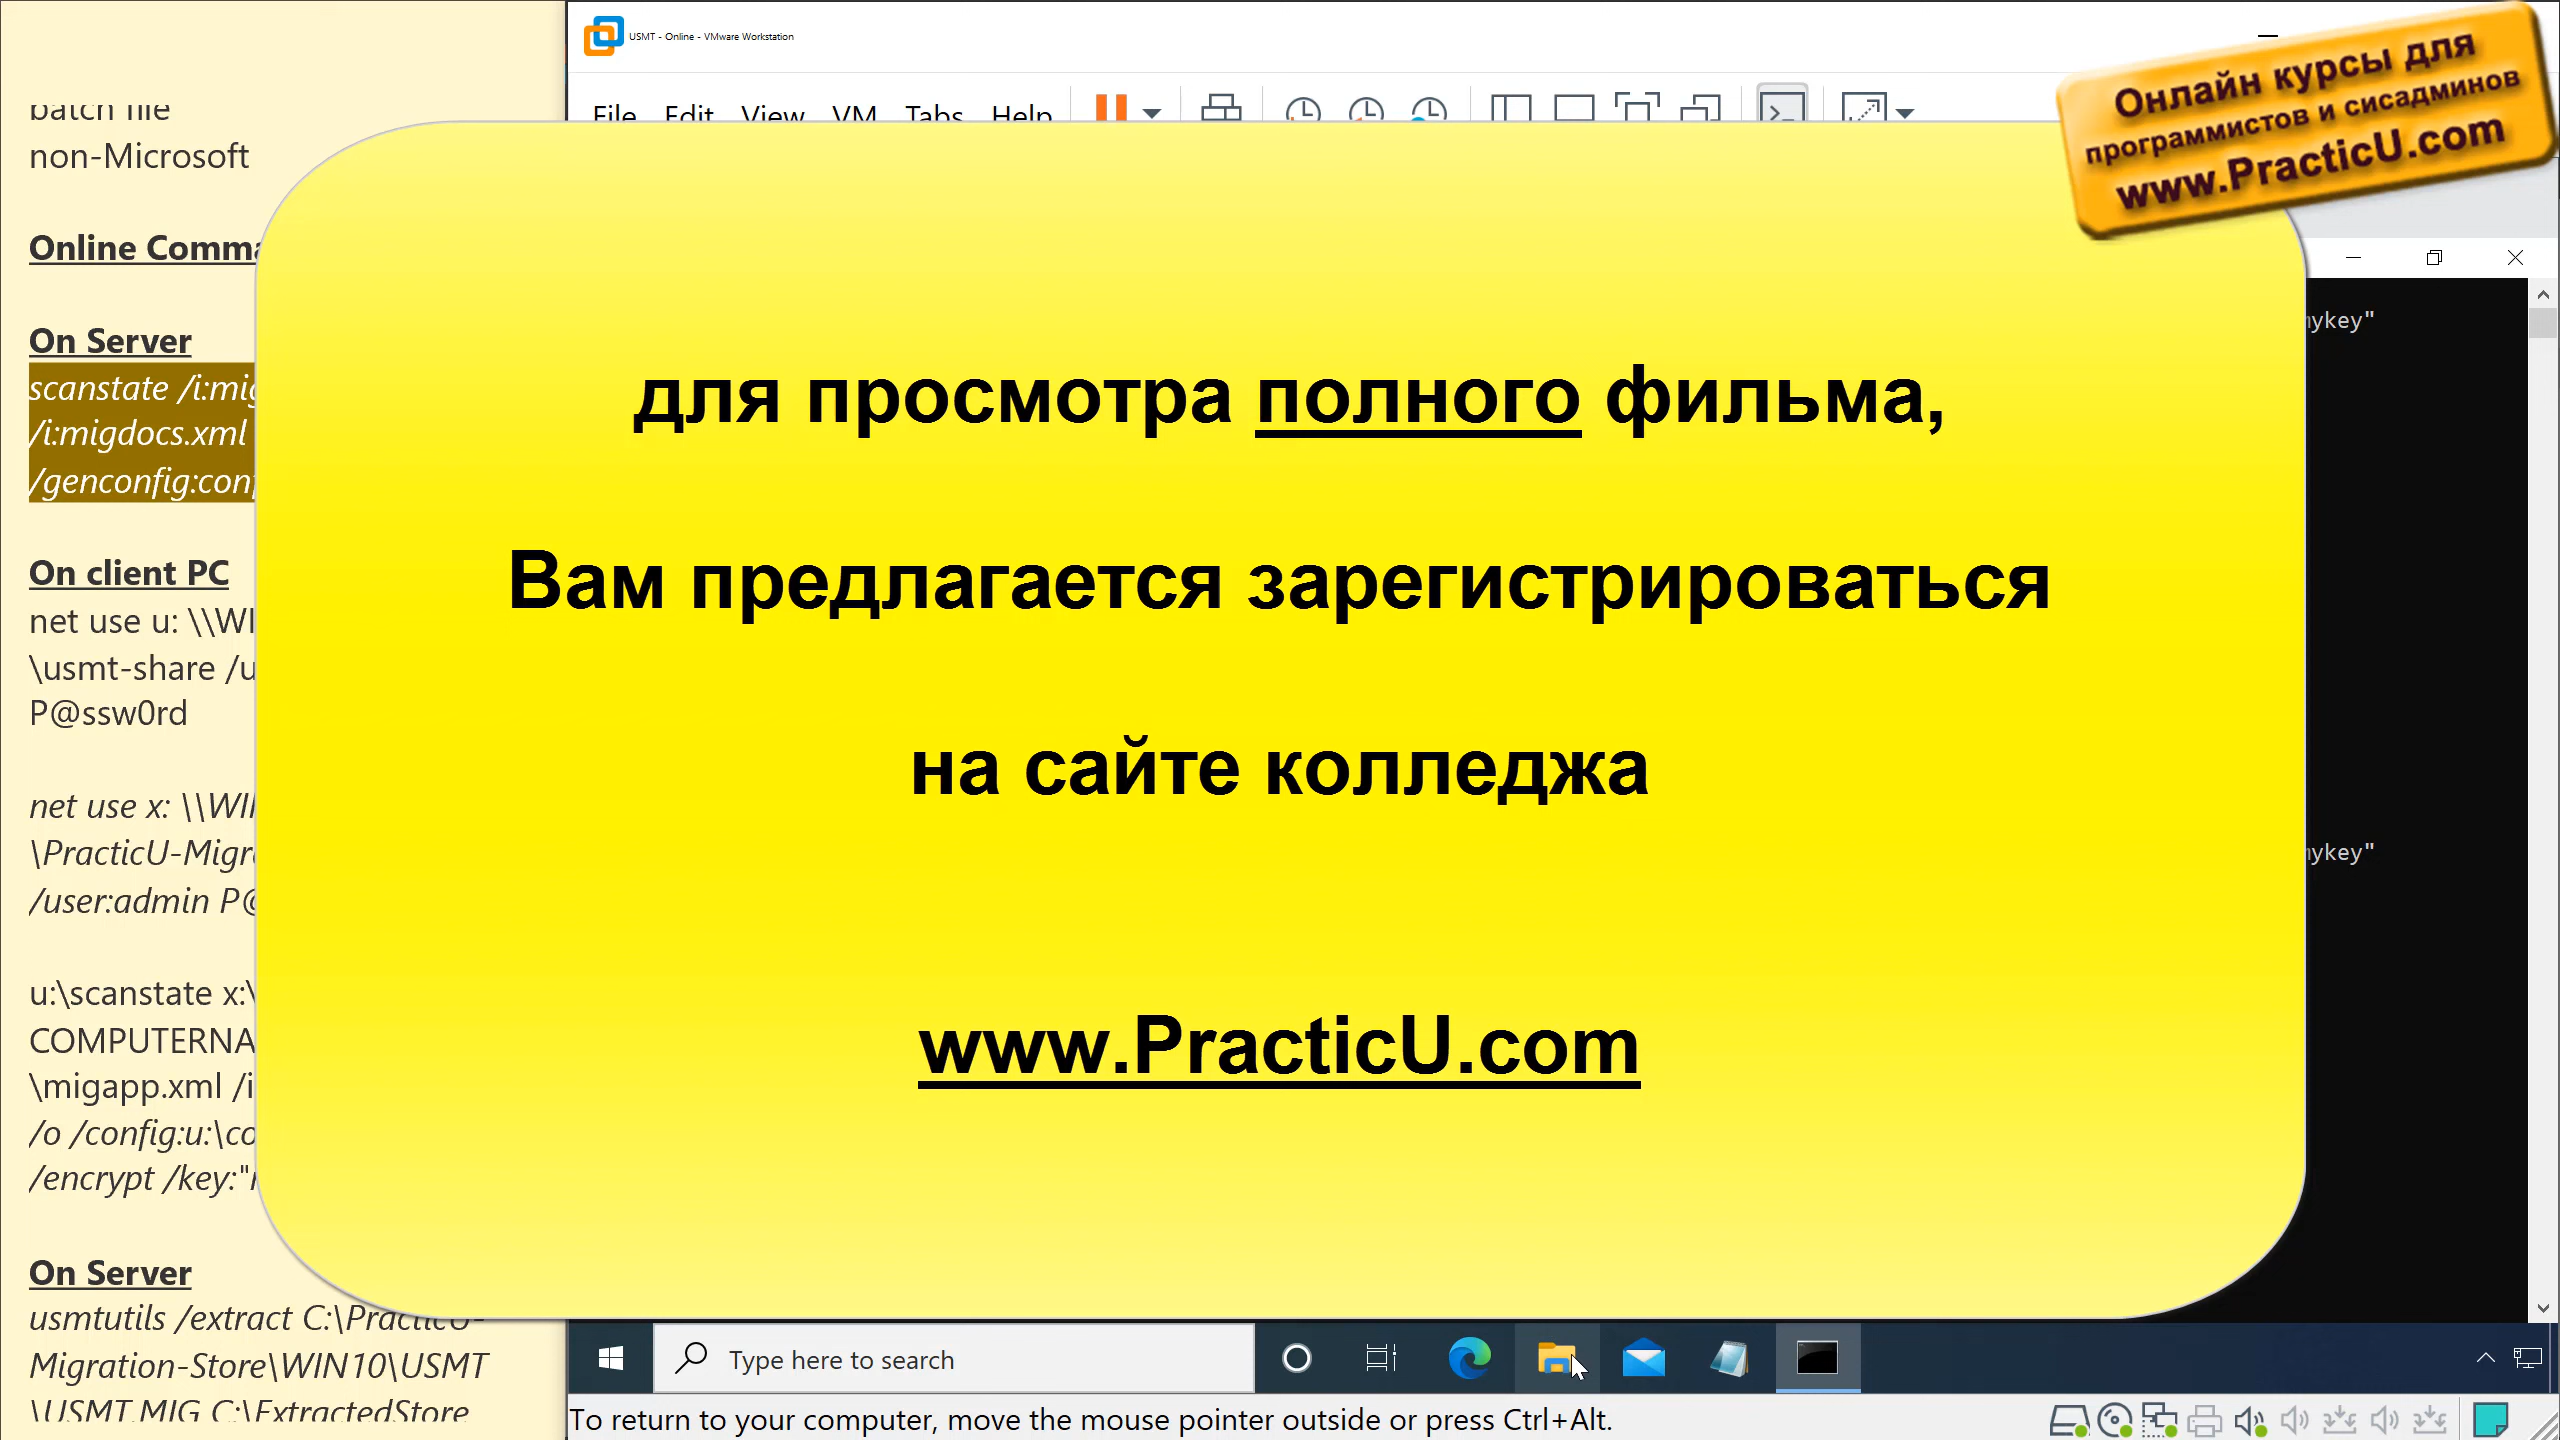 USMT - Online - VMware Workstation
File Edit View VM Tabs Help
Онлайн курсы для
программистов и сисадминов
www.PracticU.com
batch file
non-Microsoft
Online Comma
On Server
scanstate /i:mig
/i:migdocs.xml
/genconfig:conf
On client PC
net use u: \\WI
\usmt-share /u
P@ssw0rd
net use x: \\WI
\PracticU-Migr
/user:admin P@
u:\scanstate x:\
COMPUTERNA
\migapp.xml /i
/o /config:u:\co
/encrypt /key:"
On Server
usmtutils /extract C:\PracticU-
Migration-Store\WIN10\USMT
\USMT.MIG C:\ExtractedStore
для просмотра полного фильма,
Вам предлагается зарегистрироваться
на сайте колледжа
www.PracticU.com
mykey"
mykey"
Type here to search
To return to your computer, move the mouse pointer outside or press Ctrl+Alt.